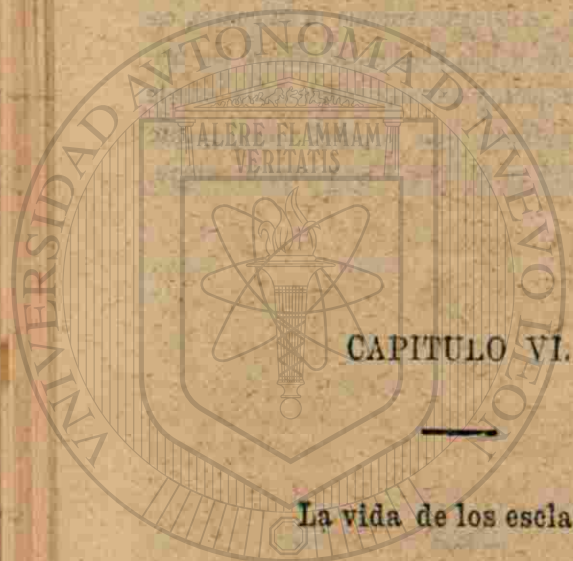 UNIVERSIDAD AUTONOMA DE NUEVO LEON
ALERE FLAMMAM
VERITATIS
CAPITULO VI.
La vida de los escla